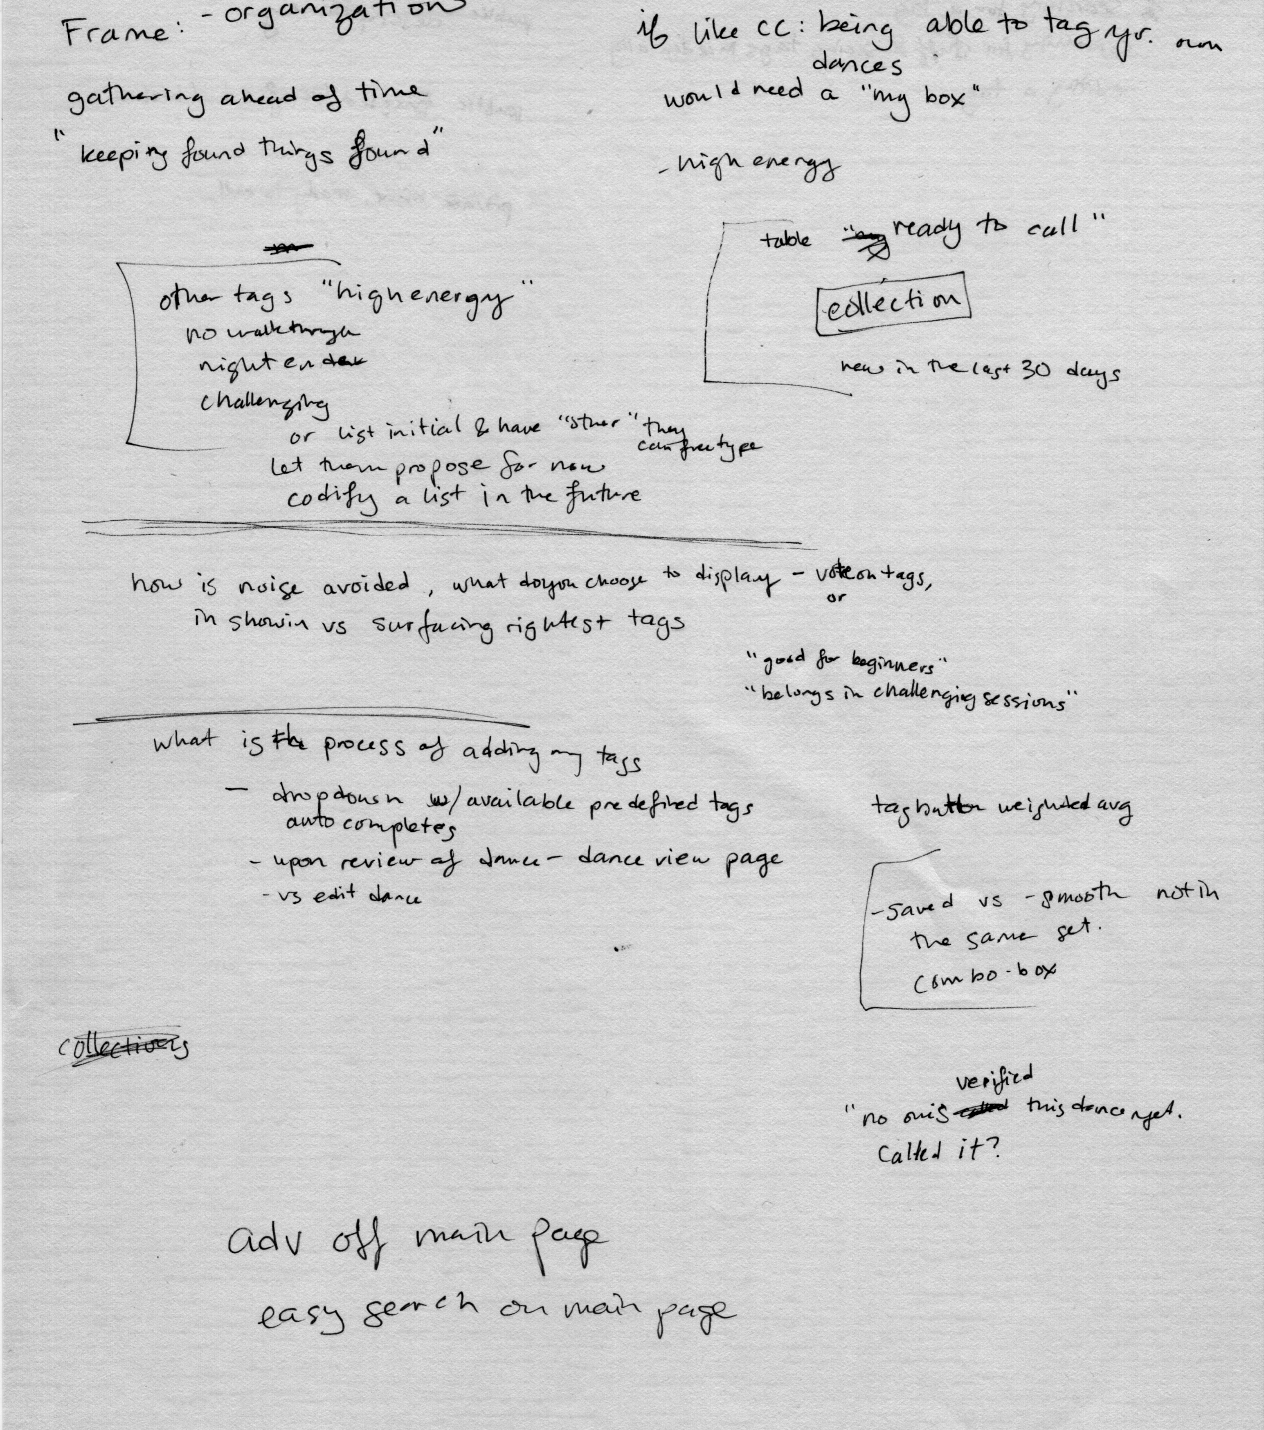 Frame: - organization
gathering ahead of time
"keeping found things found"
if like cc: being able to tag yr. own
dances
would need a "my box"
- high energy
table "ready to call"
collection
new in the last 30 days
other tags "high energy"
no walkthrough
night ender
challenging
or list initial & have "other" they
can free type
let them propose for now
codify a list in the future
how is noise avoided, what do you choose to display - vote on tags,
or
in showin vs surfacing rightest tags
"good for beginners"
"belongs in challenging sessions"
what is the process of adding my tags
- dropdown w/ available predefined tags
auto completes
- upon review of dance - dance view page
- vs edit dance
tag button weighted avg
- saved vs - smooth not in
the same set.
combo-box
collections
verified
"no one's called this dance yet.
Called it?
adv off main page
easy search on main page